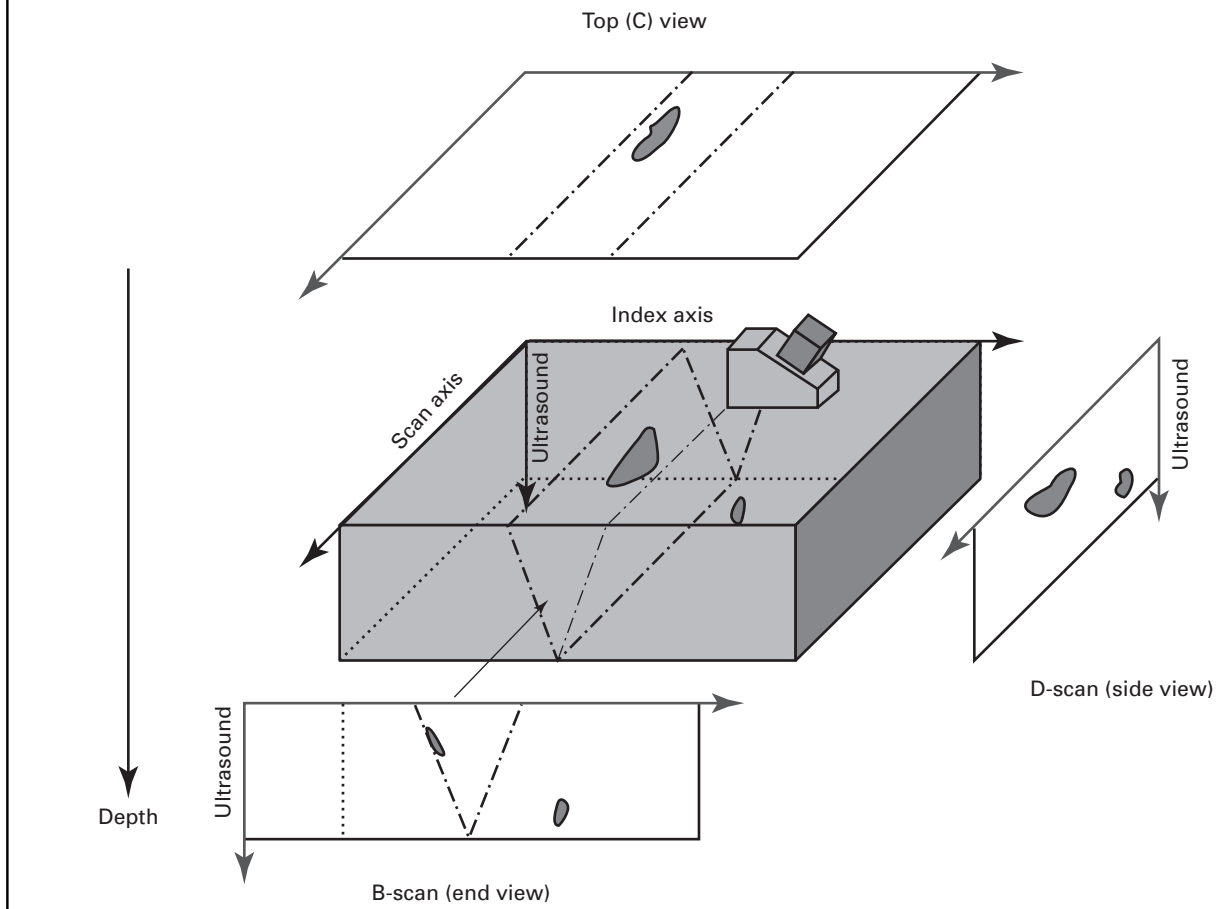 Top (C) view
Index axis
Scan axis
Ultrasound
Ultrasound
D-scan (side view)
Ultrasound
Depth
B-scan (end view)